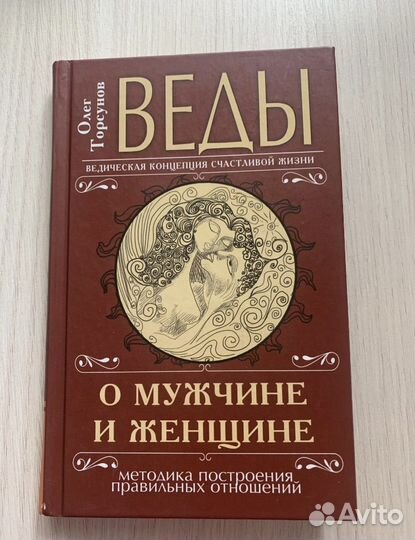 Олег
Торсунов
ВЕДЫ
ВЕДИЧЕСКАЯ КОНЦЕПЦИЯ СЧАСТЛИВОЙ ЖИЗНИ
О МУЖЧИНЕ
И ЖЕНЩИНЕ
методика построения
правильных отношений
Avito